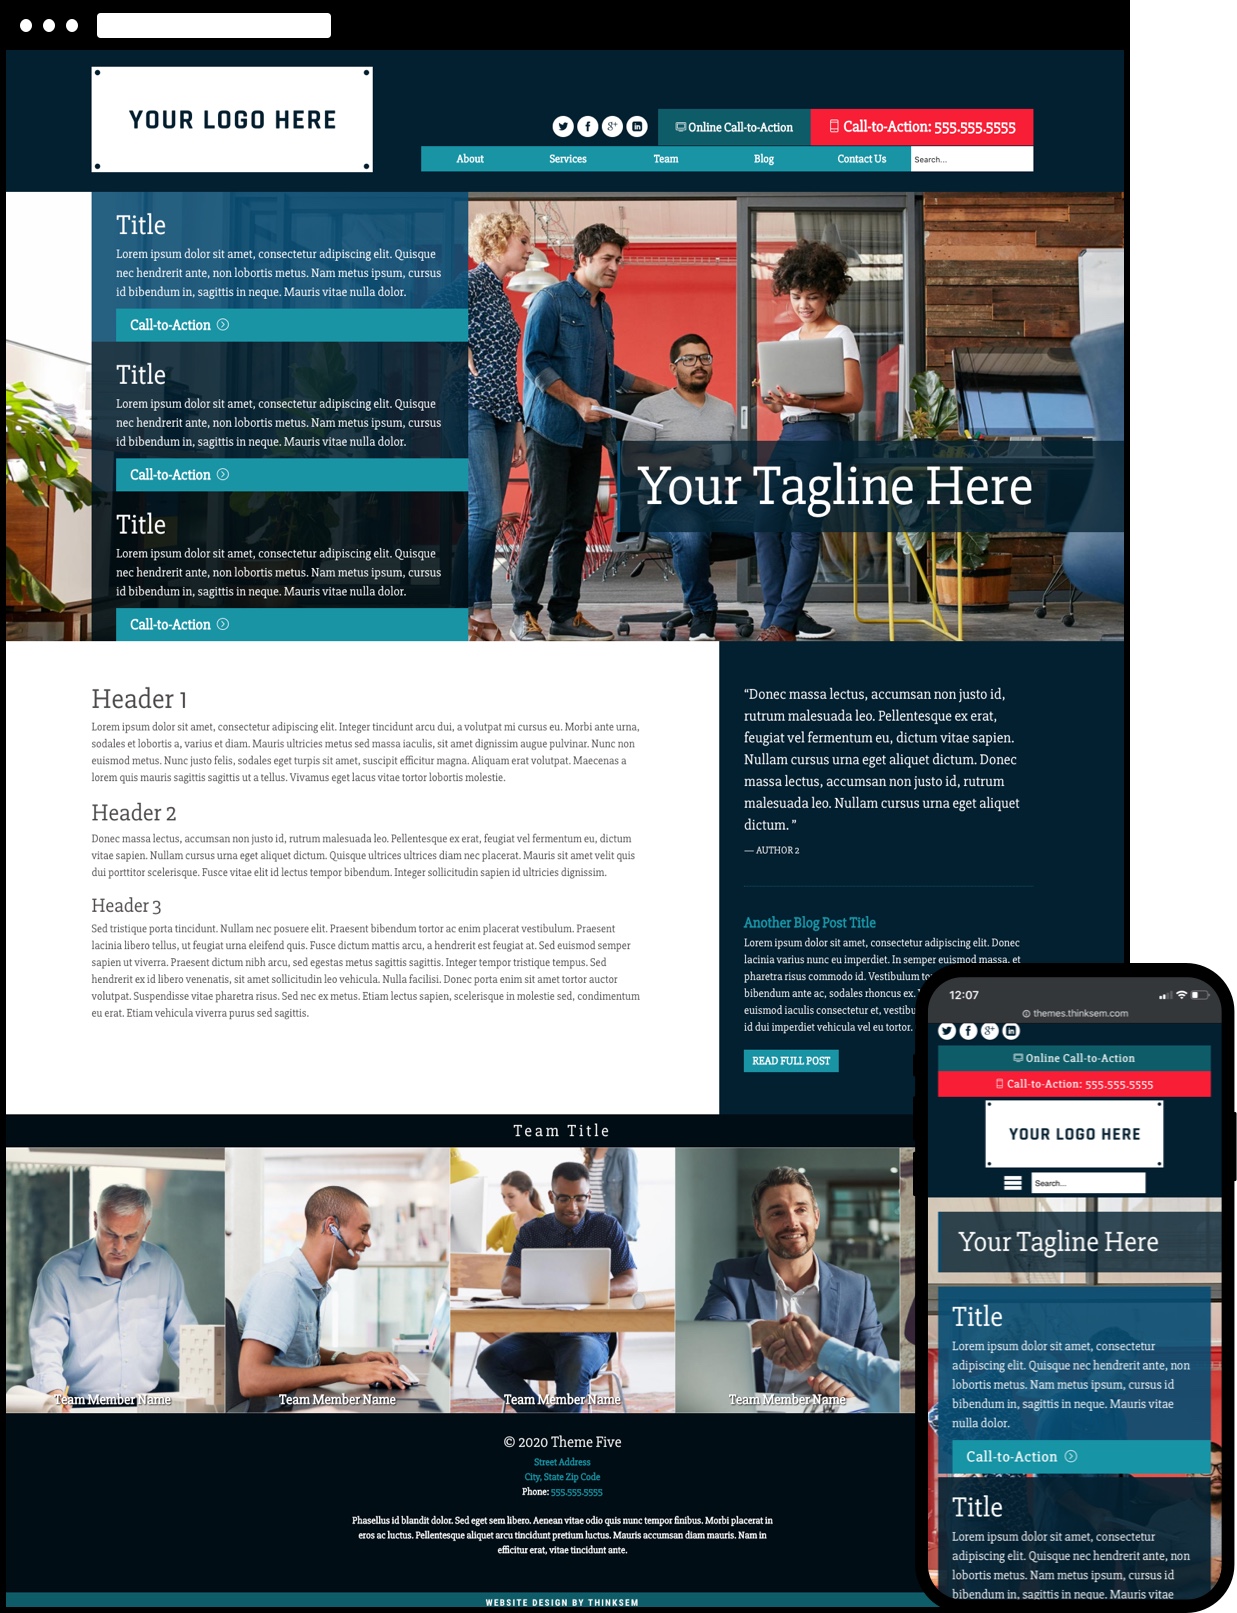 YOUR LOGO HERE
Online Call-to-Action
Call-to-Action: 555.555.5555
About
Services
Team
Blog
Contact Us
Search...
Title
Lorem ipsum dolor sit amet, consectetur adipiscing elit. Quisque
nec hendrerit ante, non lobortis metus. Nam metus ipsum, cursus
id bibendum in, sagittis in neque. Mauris vitae nulla dolor.
Call-to-Action
Title
Lorem ipsum dolor sit amet, consectetur adipiscing elit. Quisque
nec hendrerit ante, non lobortis metus. Nam metus ipsum, cursus
id bibendum in, sagittis in neque. Mauris vitae nulla dolor.
Call-to-Action
Title
Lorem ipsum dolor sit amet, consectetur adipiscing elit. Quisque
nec hendrerit ante, non lobortis metus. Nam metus ipsum, cursus
id bibendum in, sagittis in neque. Mauris vitae nulla dolor.
Call-to-Action
Your Tagline Here
Header 1
Lorem ipsum dolor sit amet, consectetur adipiscing elit. Integer tincidunt arcu dui, a volutpat mi cursus eu. Morbi ante urna,
sodales et lobortis a, varius et diam. Mauris ultricies metus sed massa iaculis, sit amet dignissim augue pulvinar. Nunc non
euismod metus. Nunc justo felis, sodales eget turpis sit amet, suscipit efficitur magna. Aliquam erat volutpat. Maecenas a
lorem quis mauris sagittis sagittis ut a tellus. Vivamus eget lacus vitae tortor lobortis molestie.
Header 2
Donec massa lectus, accumsan non justo id, rutrum malesuada leo. Pellentesque ex erat, feugiat vel fermentum eu, dictum
vitae sapien. Nullam cursus urna eget aliquet dictum. Quisque ultrices ultrices diam nec placerat. Mauris sit amet velit quis
dui porttitor scelerisque. Fusce vitae elit id lectus tempor bibendum. Integer sollicitudin sapien id ultricies dignissim.
Header 3
Sed tristique porta tincidunt. Nullam nec posuere elit. Praesent bibendum tortor ac enim placerat vestibulum. Praesent
lacinia libero tellus, ut feugiat urna eleifend quis. Fusce dictum mattis arcu, a hendrerit est feugiat at. Sed euismod semper
sapien ut viverra. Praesent dictum nibh arcu, sed egestas metus sagittis sagittis. Integer tempor tristique tempus. Sed
hendrerit ex id libero venenatis, sit amet sollicitudin leo vehicula. Nulla facilisi. Donec porta enim sit amet tortor auctor
volutpat. Suspendisse vitae pharetra risus. Sed nec ex metus. Etiam lectus sapien, scelerisque in molestie sed, condimentum
eu erat. Etiam vehicula viverra purus sed sagittis.
“Donec massa lectus, accumsan non justo id,
rutrum malesuada leo. Pellentesque ex erat,
feugiat vel fermentum eu, dictum vitae sapien.
Nullam cursus urna eget aliquet dictum. Donec
massa lectus, accumsan non justo id, rutrum
malesuada leo. Nullam cursus urna eget aliquet
dictum. ”
— AUTHOR 2
Another Blog Post Title
Lorem ipsum dolor sit amet, consectetur adipiscing elit. Donec
lacinia varius nunc eu imperdiet. In semper euismod massa, et
pharetra risus commodo id. Vestibulum
bibendum ante ac, sodales rhoncus ex.
euismod iaculis consectetur et,
id dui imperdiet vehicula vel eu tortor.
READ FULL POST
Team Title
Team Member Name
Team Member Name
Team Member Name
Team Member Name
© 2020 Theme Five
Street Address
City, State Zip Code
Phone: 555.555.5555
Phasellus id blandit dolor. Sed eget sem libero. Aenean vitae odio quis nunc tempor finibus. Morbi placerat in
eros ac luctus. Pellentesque aliquet arcu tincidunt pretium luctus. Mauris accumsan diam mauris. Nam in
efficitur erat, vitae tincidunt ante.
WEBSITE DESIGN BY THINKSEM
12:07
themes.thinksem.com
Online Call-to-Action
Call-to-Action: 555.555.5555
YOUR LOGO HERE
Search...
Your Tagline Here
Title
Lorem ipsum dolor sit amet, consectetur
adipiscing elit. Quisque nec hendrerit ante, non
lobortis metus. Nam metus ipsum, cursus id
bibendum in, sagittis in neque. Mauris vitae
nulla dolor.
Call-to-Action
Title
Lorem ipsum dolor sit amet, consectetur
adipiscing elit. Quisque nec hendrerit ante, non
lobortis metus. Nam metus ipsum, cursus id
bibendum in, sagittis in neque. Mauris vitae